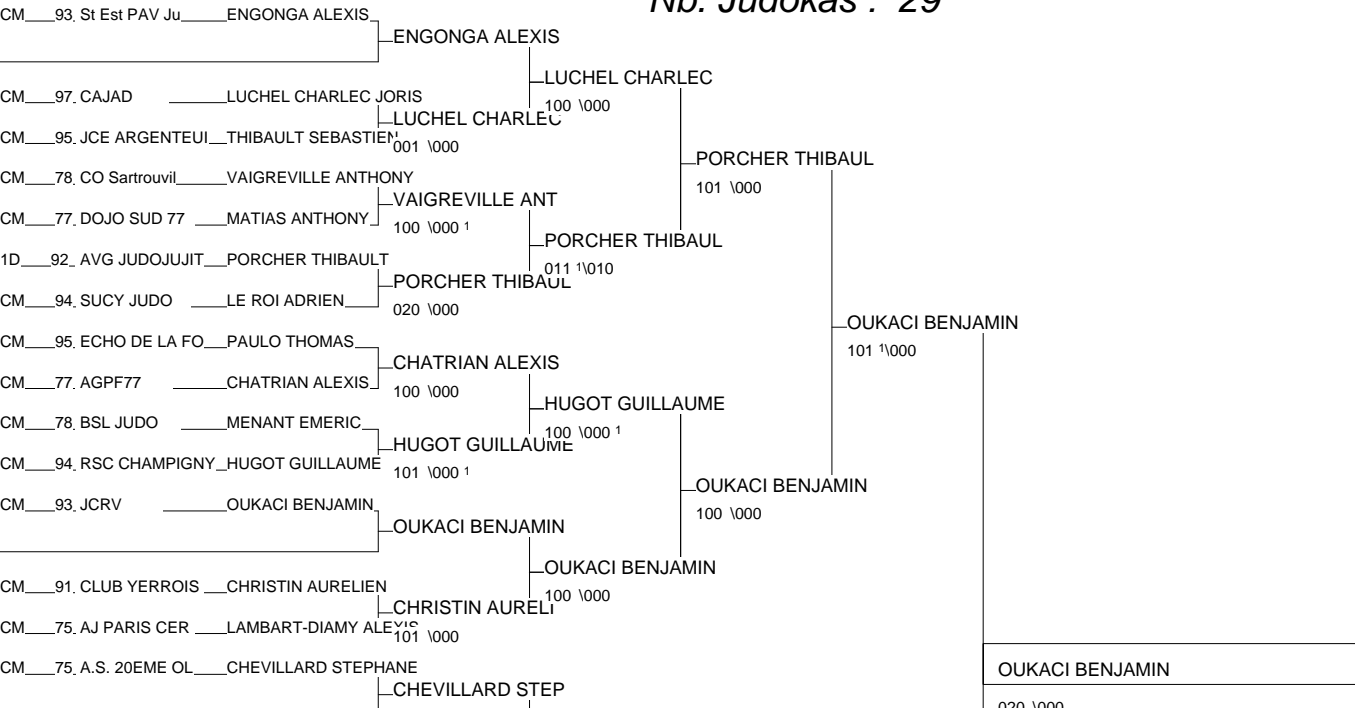 Nb. Judokas : 29
CM 93 St Est PAV Ju ENGONGA ALEXIS
ENGONGA ALEXIS
LUCHEL CHARLEC
100 \000
CM 97 CAJAD LUCHEL CHARLEC JORIS
LUCHEL CHARLEC
001 \000
CM 95 JCE ARGENTEUI THIBAULT SEBASTIEN
PORCHER THIBAUL
101 \000
CM 78 CO Sartrouvil VAIGREVILLE ANTHONY
VAIGREVILLE ANT
100 \000 1
CM 77 DOJO SUD 77 MATIAS ANTHONY
PORCHER THIBAUL
011 1\010
1D 92 AVG JUDOJUJIT PORCHER THIBAULT
PORCHER THIBAUL
020 \000
CM 94 SUCY JUDO LE ROI ADRIEN
OUKACI BENJAMIN
101 1\000
CM 95 ECHO DE LA FO PAULO THOMAS
CHATRIAN ALEXIS
100 \000
CM 77 AGPF77 CHATRIAN ALEXIS
HUGOT GUILLAUME
100 \000 1
CM 78 BSL JUDO MENANT EMERIC
HUGOT GUILLAUME
101 \000 1
CM 94 RSC CHAMPIGNY HUGOT GUILLAUME
OUKACI BENJAMIN
100 \000
CM 93 JCRV OUKACI BENJAMIN
OUKACI BENJAMIN
OUKACI BENJAMIN
100 \000
CM 91 CLUB YERROIS CHRISTIN AURELIEN
CHRISTIN AURELI
101 \000
CM 75 AJ PARIS CER LAMBART-DIAMY ALEXIS
CM 75 A.S. 20EME OL CHEVILLARD STEPHANE
CHEVILLARD STEP
OUKACI BENJAMIN
020 \000